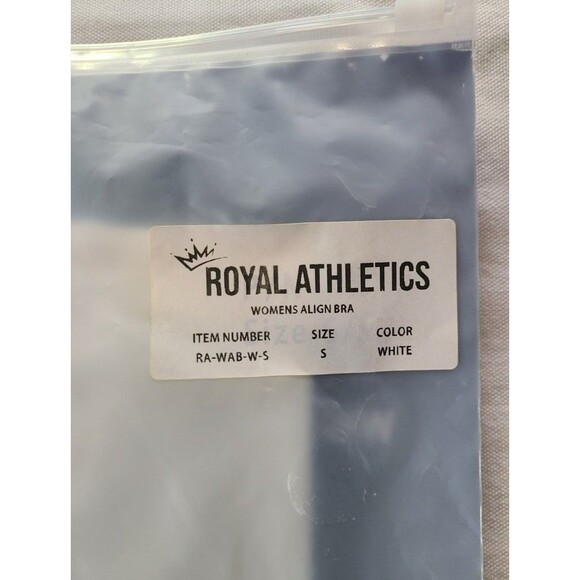 ROYAL ATHLETICS
WOMENS ALIGN BRA
ITEM NUMBER SIZE COLOR
RA-WAB-W-S S WHITE